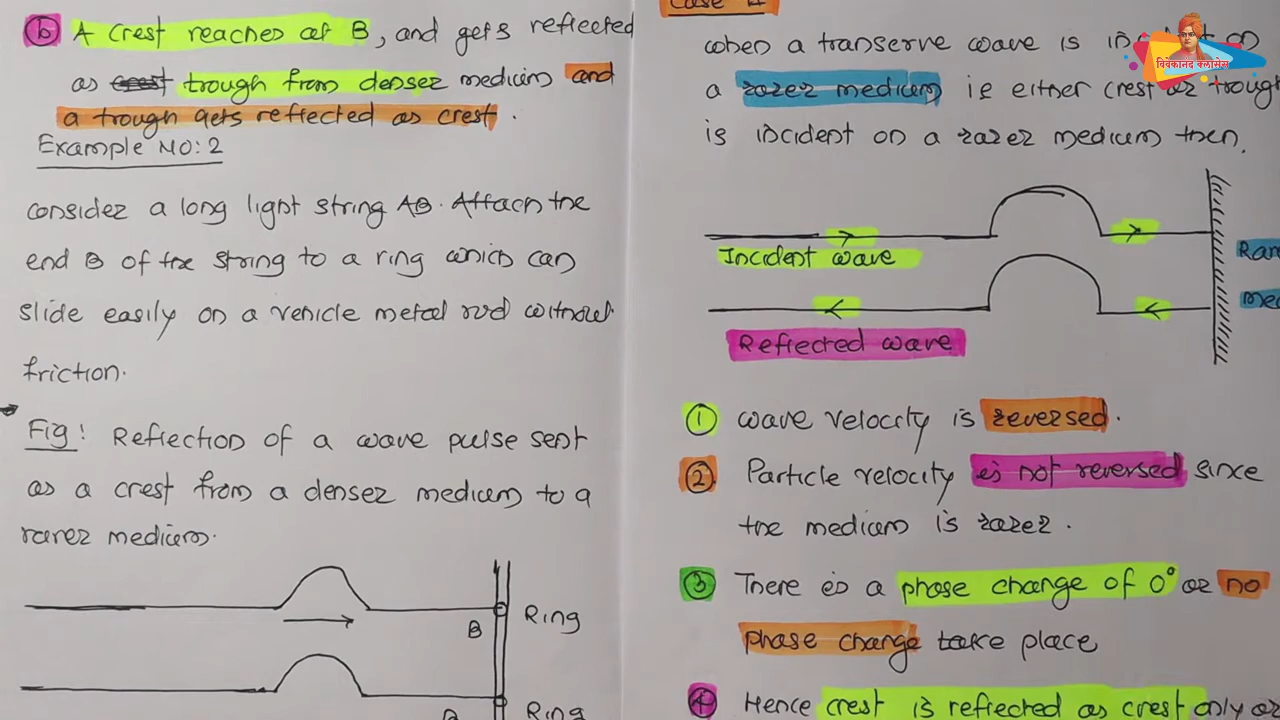 b A crest reaches at B, and gets reflected
as crest trough from denser medium and
a trough gets reflected as crest.
Example NO: 2
Consider a long light string AB. Attach the
end B of the string to a ring which can
slide easily on a vehicle metal rod without
friction.
Fig: Reflection of a wave pulse sent
as a crest from a denser medium to a
rarer medium.
B Ring
Ring
Case
when a transerve wave is incident on
a rarer medium ie either crest or trough
is incident on a rarer medium then,
Incident wave
Reflected wave
1 Wave velocity is reversed.
2 Particle velocity is not reversed since
the medium is rarer.
3 There is a phase change of 0° or no
phase change take place
4 Hence crest is reflected as crest only or
विवेकानंद क्लासेस